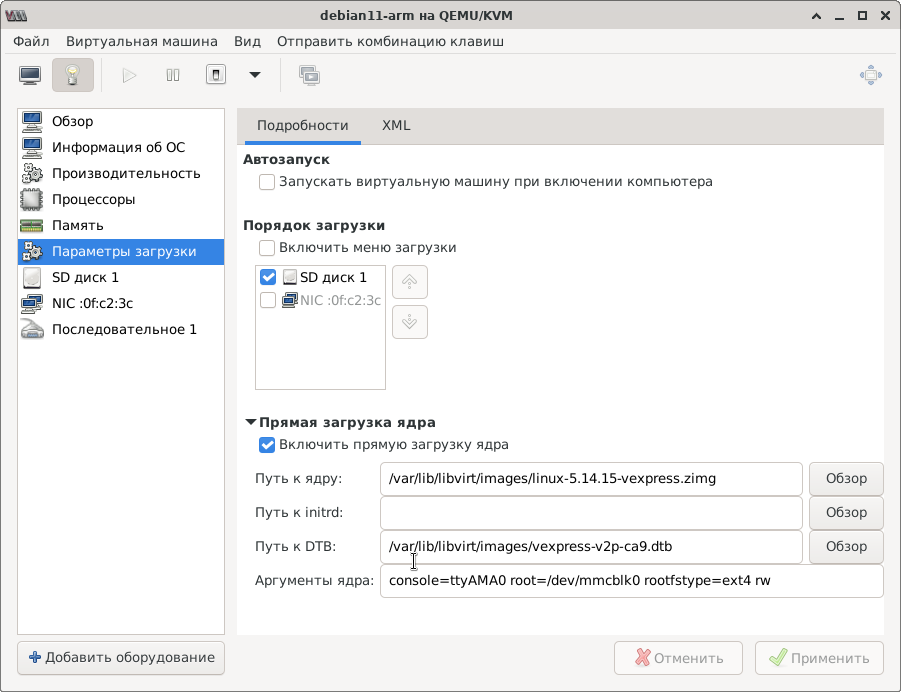 debian11-arm на QEMU/KVM
Файл Виртуальная машина Вид Отправить комбинацию клавиш
Обзор
Информация об ОС
Производительность
Процессоры
Память
Параметры загрузки
SD диск 1
NIC :0f:c2:3c
Последовательное 1
Добавить оборудование
Подробности XML
Автозапуск
Запускать виртуальную машину при включении компьютера
Порядок загрузки
Включить меню загрузки
SD диск 1
NIC :0f:c2:3c
Прямая загрузка ядра
Включить прямую загрузку ядра
Путь к ядру: /var/lib/libvirt/images/linux-5.14.15-vexpress.zimg Обзор
Путь к initrd: Обзор
Путь к DTB: /var/lib/libvirt/images/vexpress-v2p-ca9.dtb Обзор
Аргументы ядра: console=ttyAMA0 root=/dev/mmcblk0 rootfstype=ext4 rw
Отменить Применить